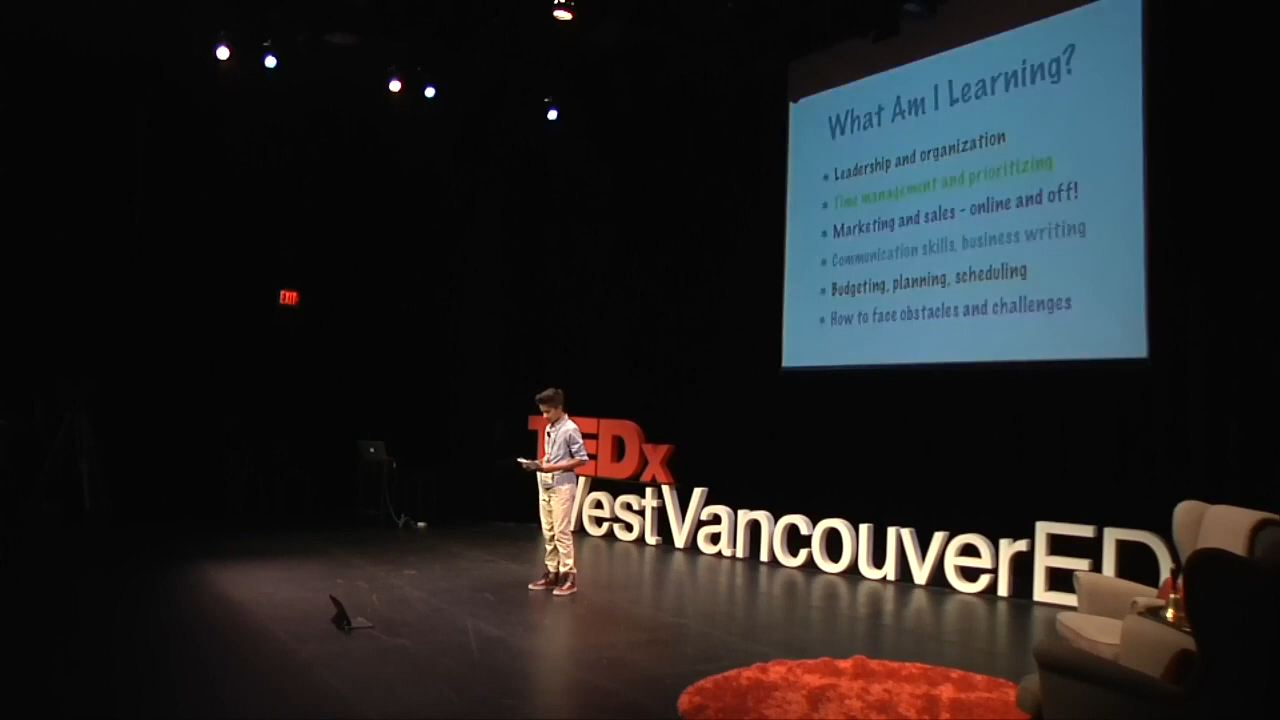 What Am I Learning?
• Leadership and organization
• Time management and prioritizing
• Marketing and sales - online and off!
• Communication skills, business writing
• Budgeting, planning, scheduling
• How to face obstacles and challenges
EXIT
TEDx
WestVancouverED